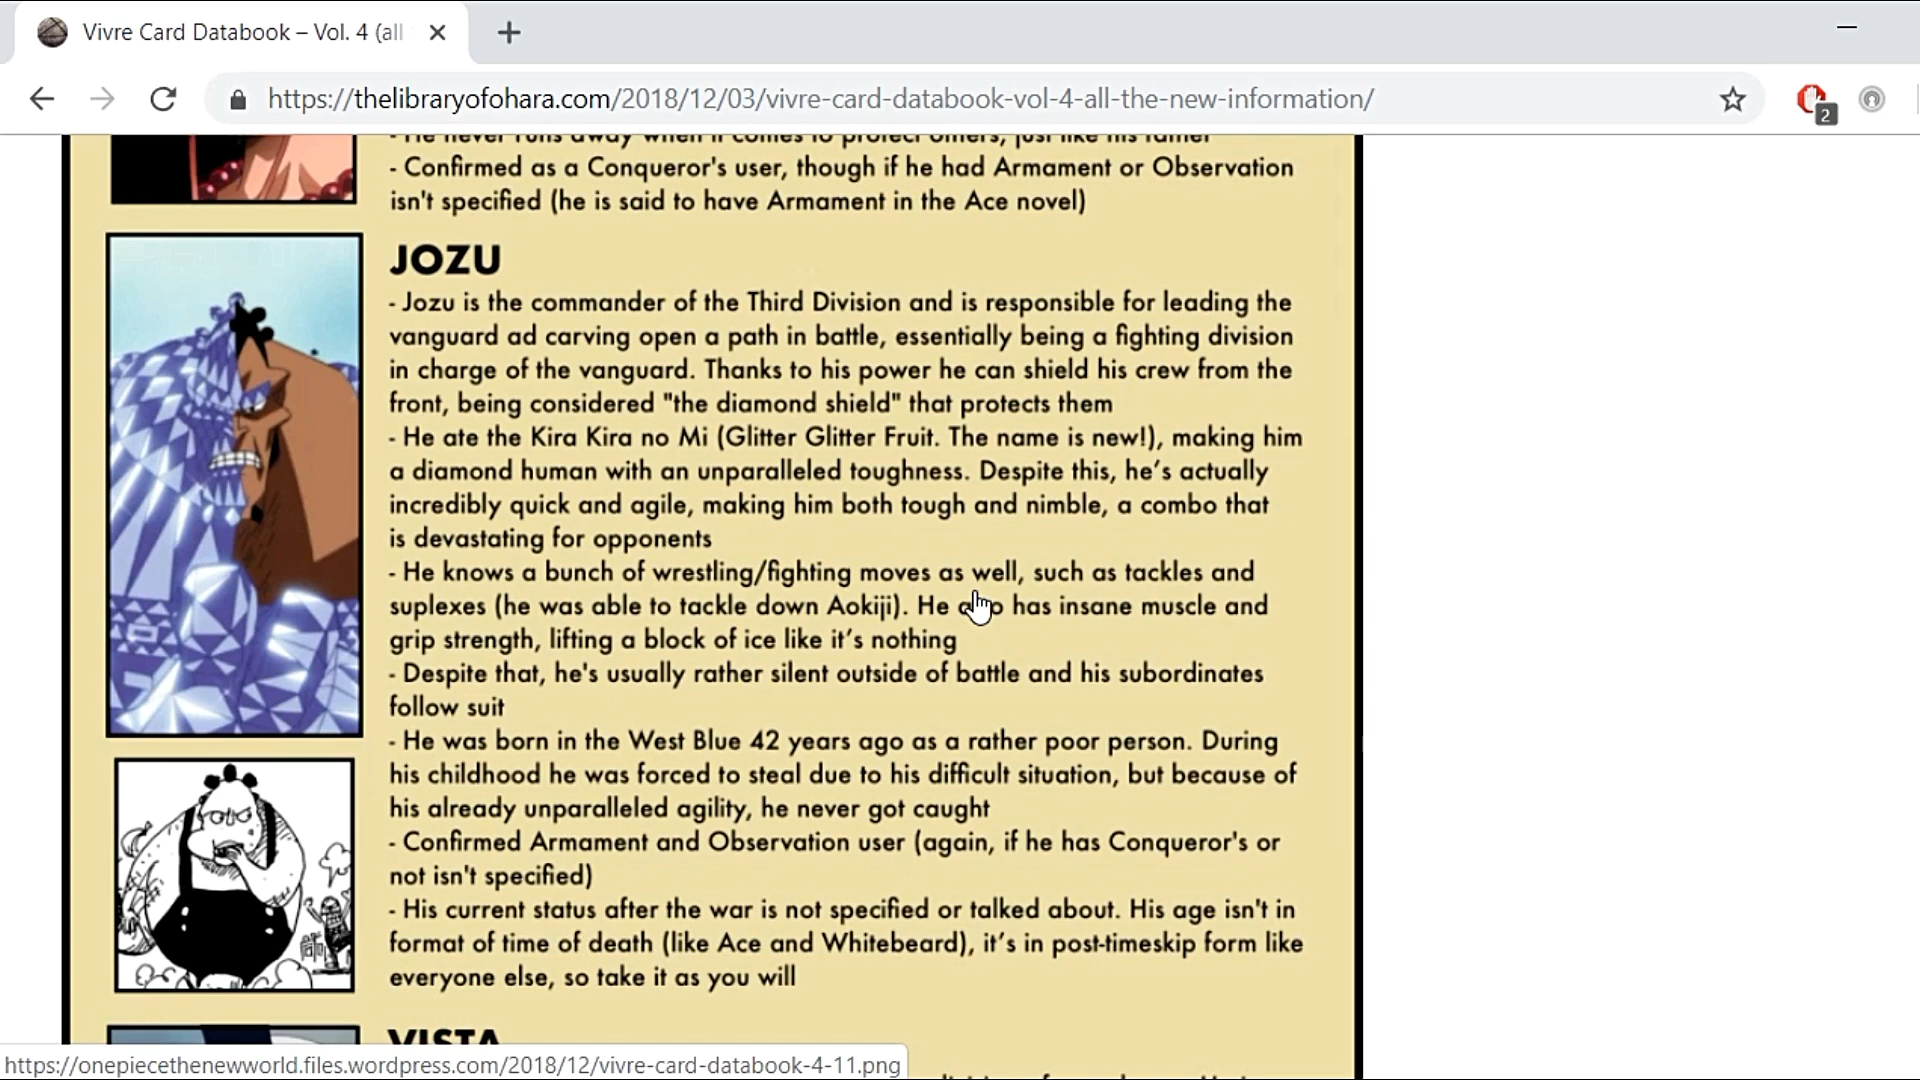 Vivre Card Databook – Vol. 4 (all
https://thelibraryofohara.com/2018/12/03/vivre-card-databook-vol-4-all-the-new-information/
2
- He never runs away when it comes to protect others, just like his father
- Confirmed as a Conqueror's user, though if he had Armament or Observation
isn't specified (he is said to have Armament in the Ace novel)
JOZU
- Jozu is the commander of the Third Division and is responsible for leading the
vanguard ad carving open a path in battle, essentially being a fighting division
in charge of the vanguard. Thanks to his power he can shield his crew from the
front, being considered "the diamond shield" that protects them
- He ate the Kira Kira no Mi (Glitter Glitter Fruit. The name is new!), making him
a diamond human with an unparalleled toughness. Despite this, he's actually
incredibly quick and agile, making him both tough and nimble, a combo that
is devastating for opponents
- He knows a bunch of wrestling/fighting moves as well, such as tackles and
suplexes (he was able to tackle down Aokiji). He also has insane muscle and
grip strength, lifting a block of ice like it's nothing
- Despite that, he's usually rather silent outside of battle and his subordinates
follow suit
- He was born in the West Blue 42 years ago as a rather poor person. During
his childhood he was forced to steal due to his difficult situation, but because of
his already unparalleled agility, he never got caught
- Confirmed Armament and Observation user (again, if he has Conqueror's or
not isn't specified)
- His current status after the war is not specified or talked about. His age isn't in
format of time of death (like Ace and Whitebeard), it's in post-timeskip form like
everyone else, so take it as you will
VISTA
https://onepiecethenewworld.files.wordpress.com/2018/12/vivre-card-databook-4-11.png